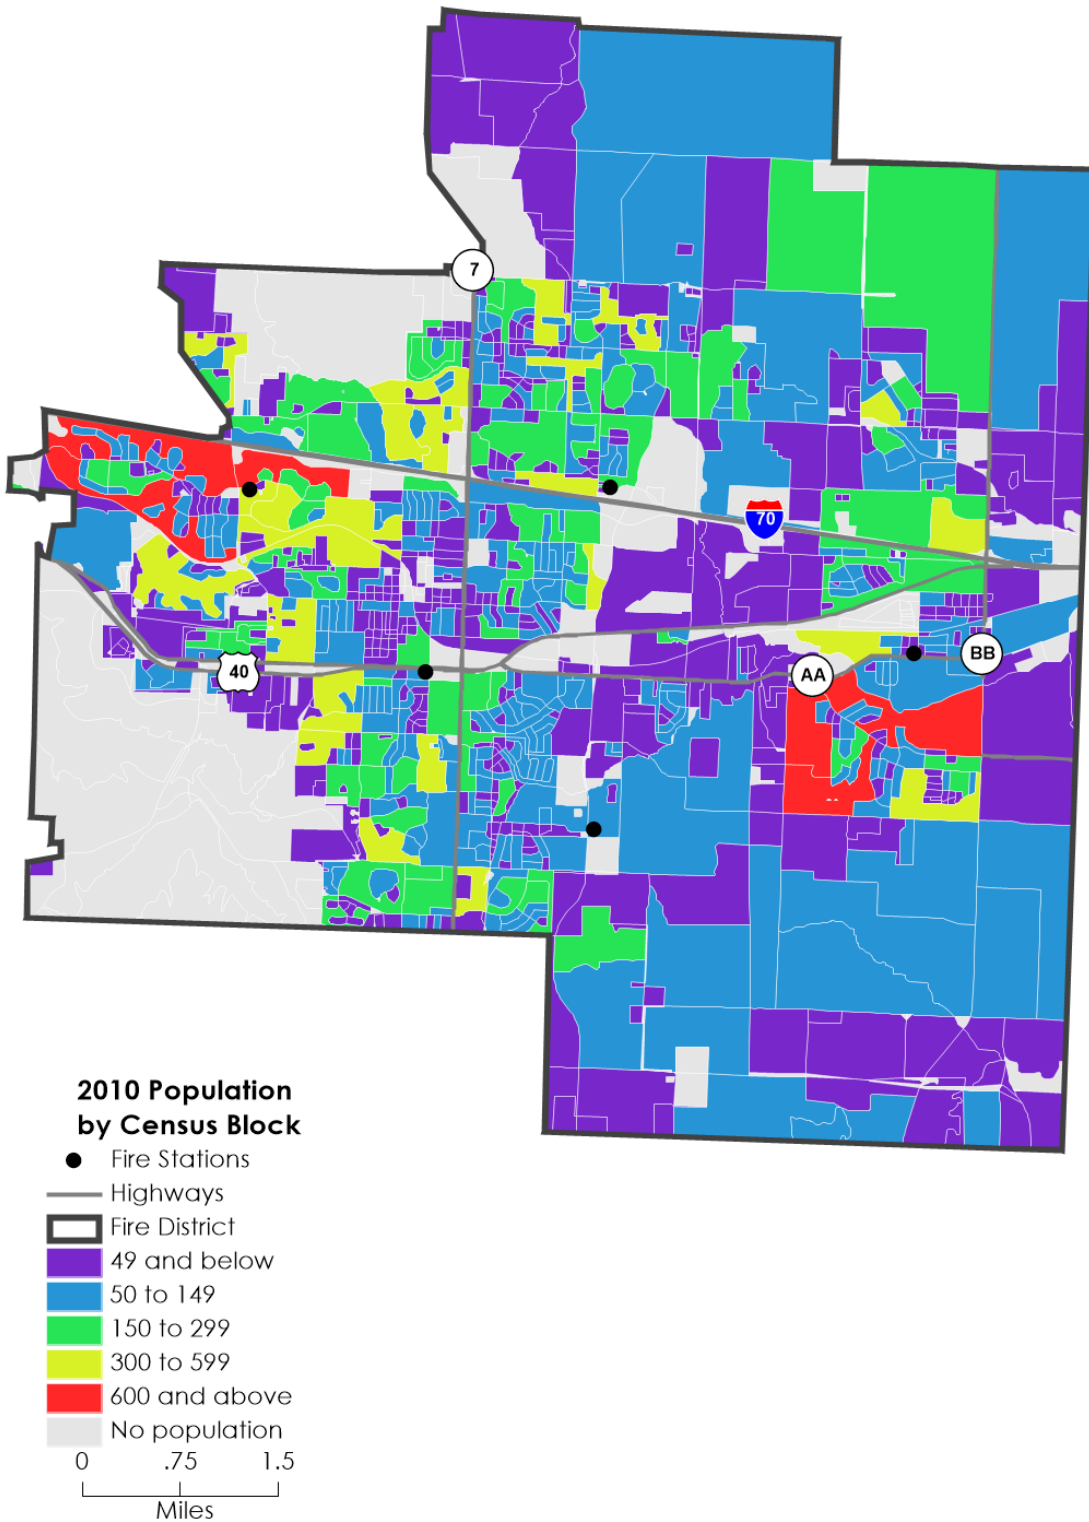 7
70
40
AA
BB
2010 Population
by Census Block
Fire Stations
Highways
Fire District
49 and below
50 to 149
150 to 299
300 to 599
600 and above
No population
0 .75 1.5
Miles